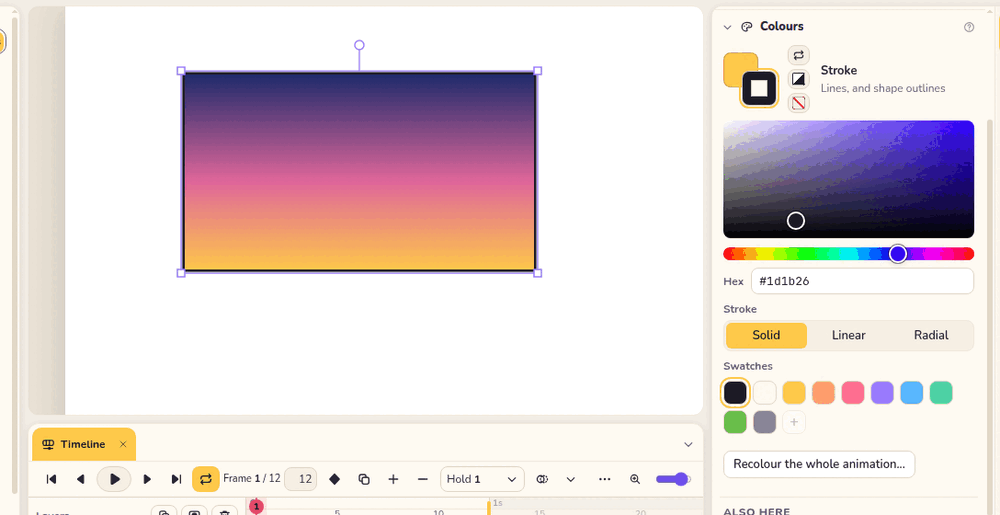 Colours
Stroke
Lines, and shape outlines
Hex #1d1b26
Stroke
Solid Linear Radial
Swatches
+
Recolour the whole animation...
ALSO HERE
Timeline ×
Frame 1 / 12 12 Hold 1
Layers 1 5 10 1s 15 20